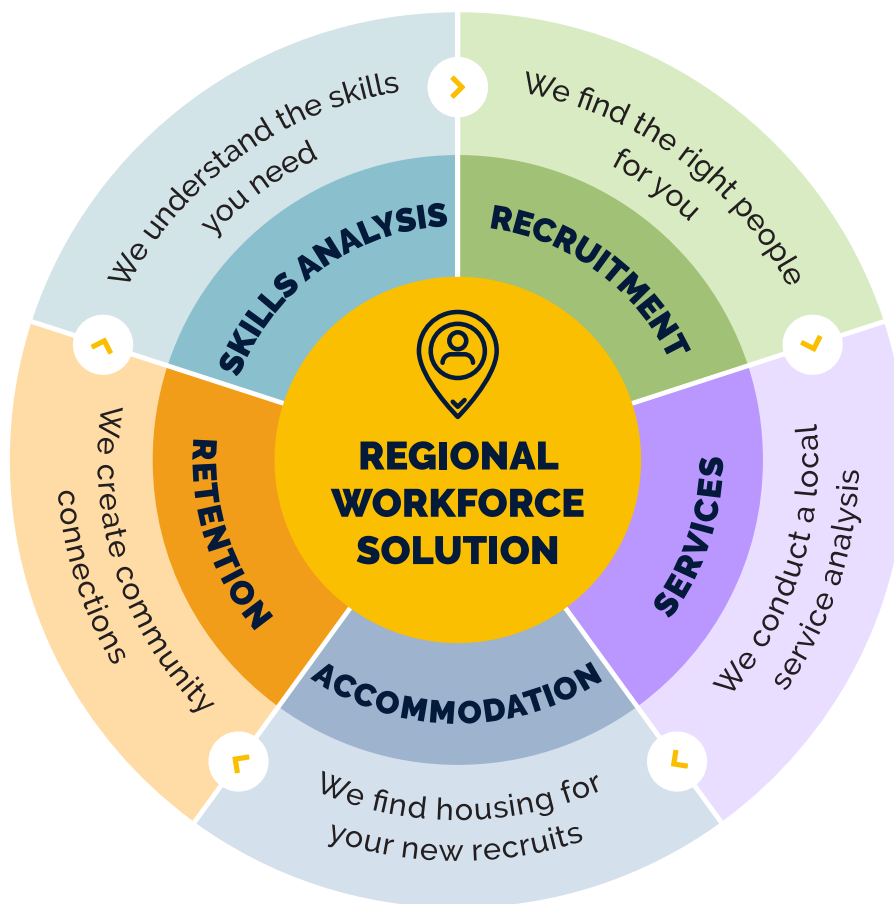 REGIONAL
WORKFORCE
SOLUTION
SKILLS ANALYSIS
We understand the skills
you need
RECRUITMENT
We find the right people
for you
SERVICES
We conduct a local
service analysis
ACCOMMODATION
We find housing for
your new recruits
RETENTION
We create community
connections